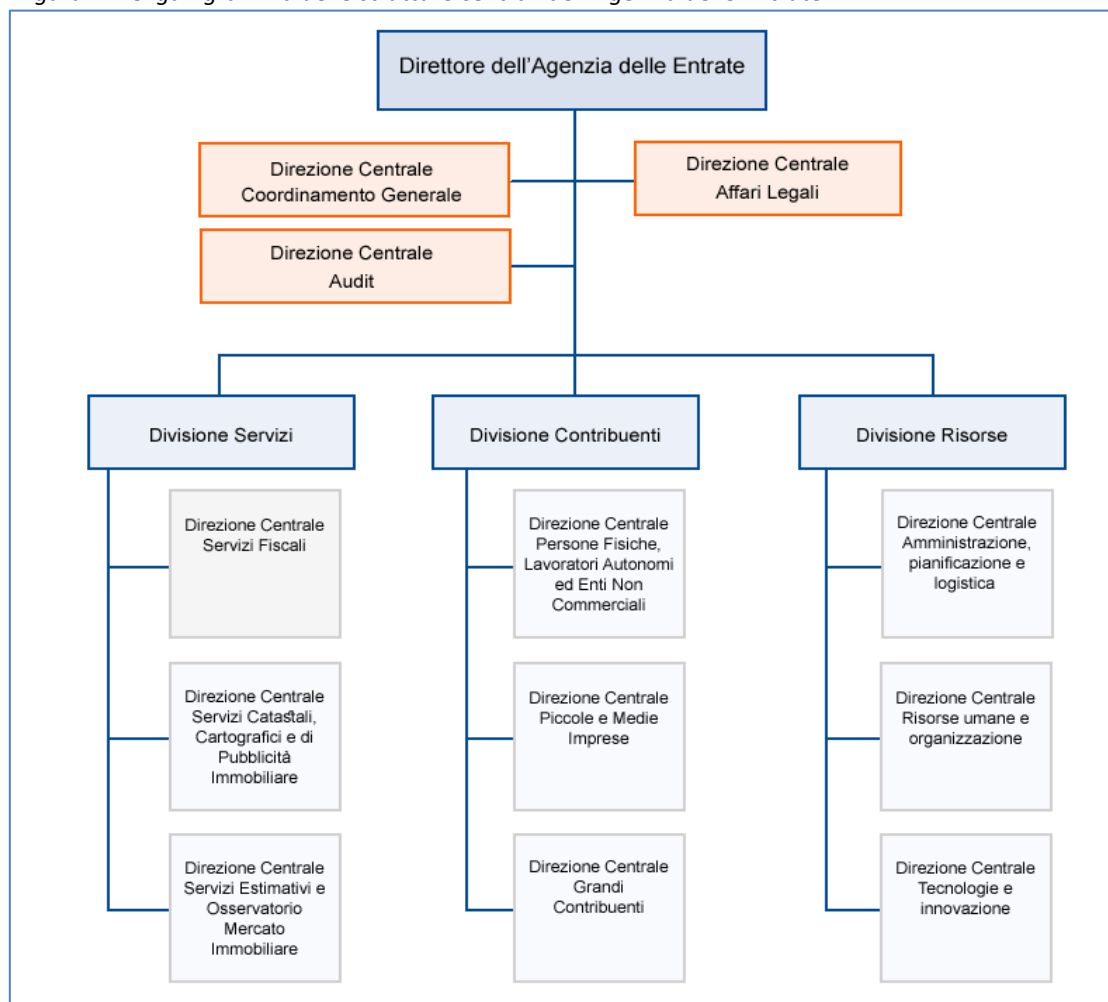 Direttore dell'Agenzia delle Entrate
Direzione Centrale
Coordinamento Generale
Direzione Centrale
Affari Legali
Direzione Centrale
Audit
Divisione Servizi
Divisione Contribuenti
Divisione Risorse
Direzione Centrale
Servizi Fiscali
Direzione Centrale
Persone Fisiche,
Lavoratori Autonomi
ed Enti Non
Commerciali
Direzione Centrale
Amministrazione,
pianificazione e
logistica
Direzione Centrale
Servizi Catastali,
Cartografici e di
Pubblicità
Immobiliare
Direzione Centrale
Piccole e Medie
Imprese
Direzione Centrale
Risorse umane e
organizzazione
Direzione Centrale
Servizi Estimativi e
Osservatorio
Mercato
Immobiliare
Direzione Centrale
Grandi
Contribuenti
Direzione Centrale
Tecnologie e
innovazione